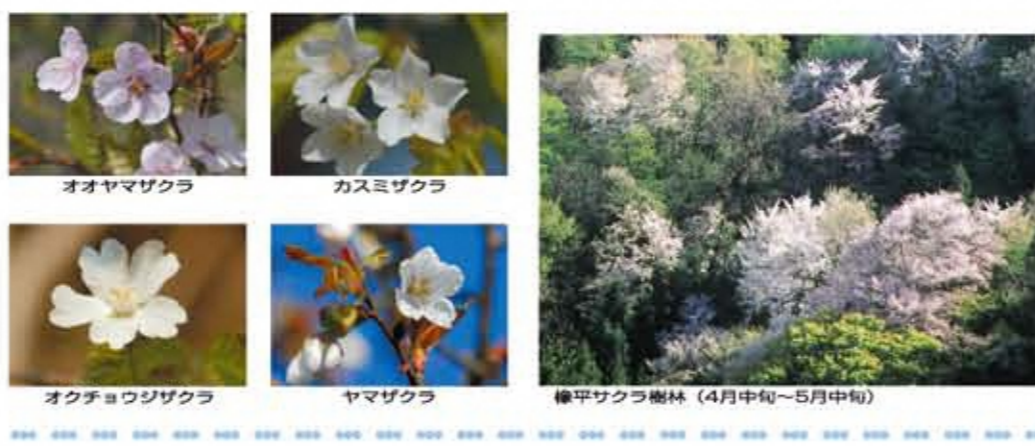 オオヤマザクラ
カスミザクラ
オクチョウジザクラ
ヤマザクラ
橡平サクラ樹林（4月中旬～5月中旬）